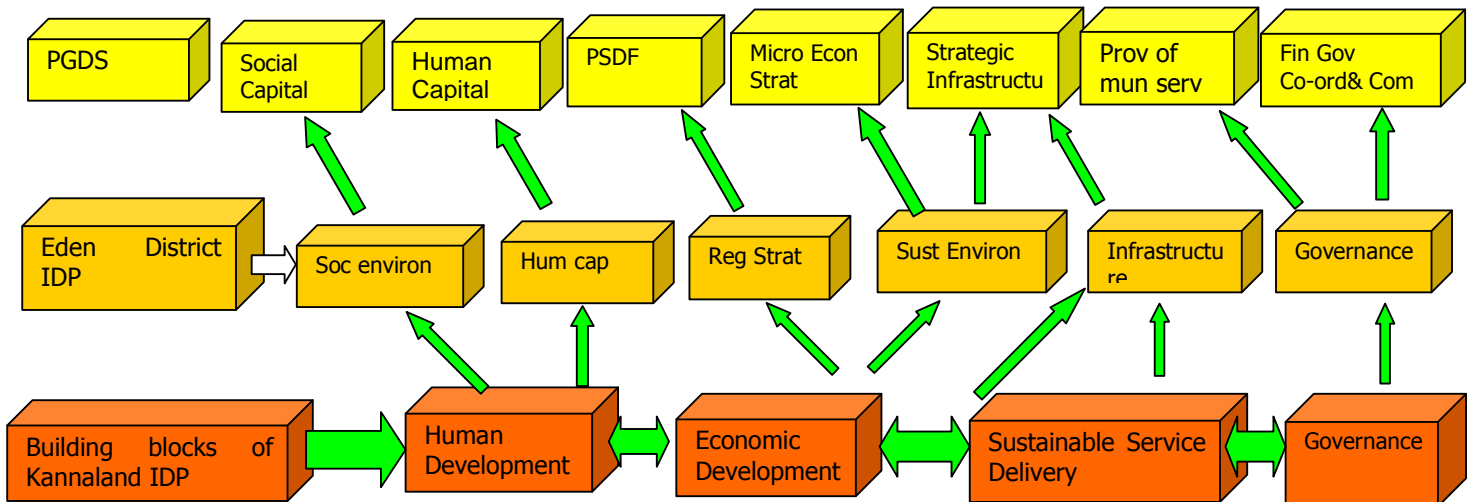 PGDS
Social
Capital
Human
Capital
PSDF
Micro Econ
Strat
Strategic
Infrastructu
Prov of
mun serv
Fin Gov
Co-ord& Com
Eden District
IDP
Soc environ
Hum cap
Reg Strat
Sust Environ
Infrastructu
re
Governance
Building blocks of
Kannaland IDP
Human
Development
Economic
Development
Sustainable Service
Delivery
Governance